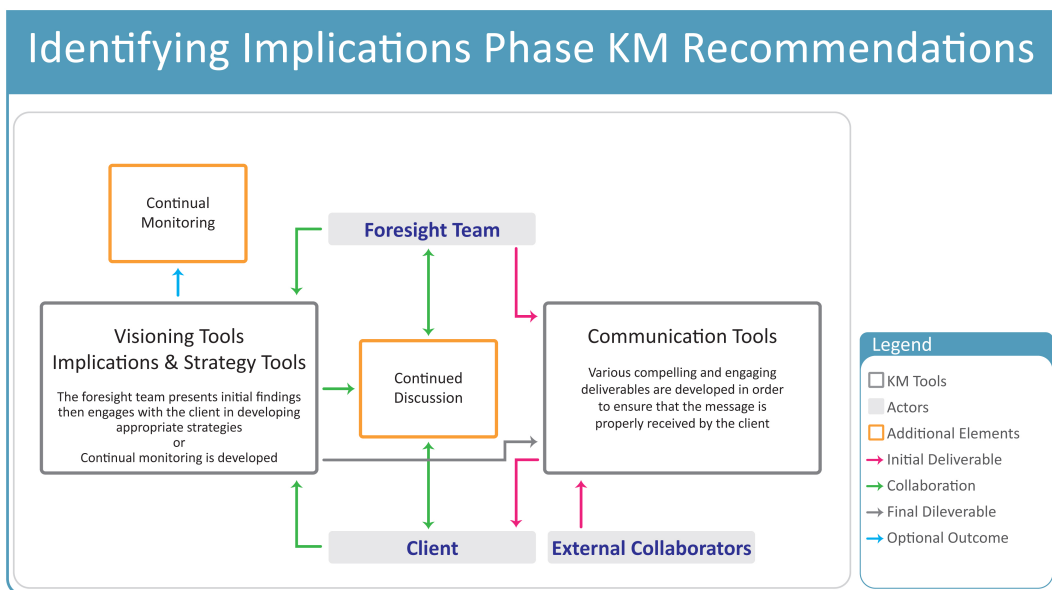 Identifying Implications Phase KM Recommendations
Continual
Monitoring
Foresight Team
Visioning Tools
Implications & Strategy Tools
The foresight team presents initial findings
then engages with the client in developing
appropriate strategies
or
Continual monitoring is developed
Continued
Discussion
Communication Tools
Various compelling and engaging
deliverables are developed in order
to ensure that the message is
properly received by the client
Client
External Collaborators
Legend
KM Tools
Actors
Additional Elements
Initial Deliverable
Collaboration
Final Dileverable
Optional Outcome